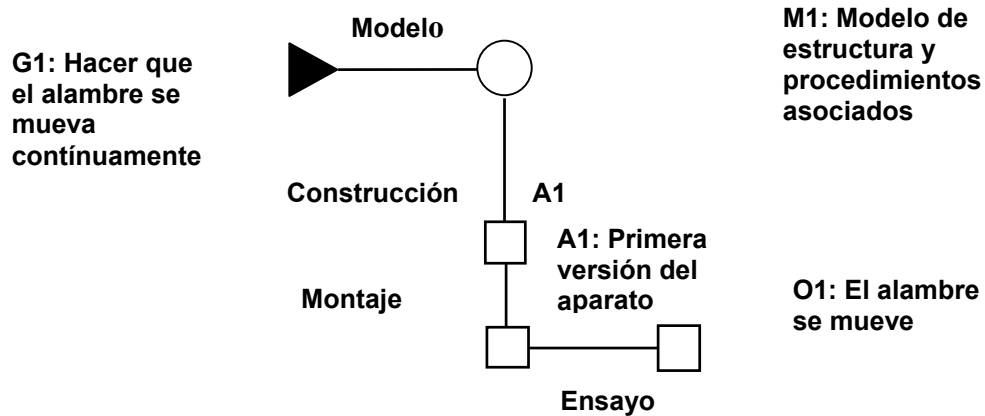 Modelo
G1: Hacer que
el alambre se
mueva
contínuamente
M1: Modelo de
estructura y
procedimientos
asociados
Construcción
A1
A1: Primera
versión del
aparato
Montaje
O1: El alambre
se mueve
Ensayo